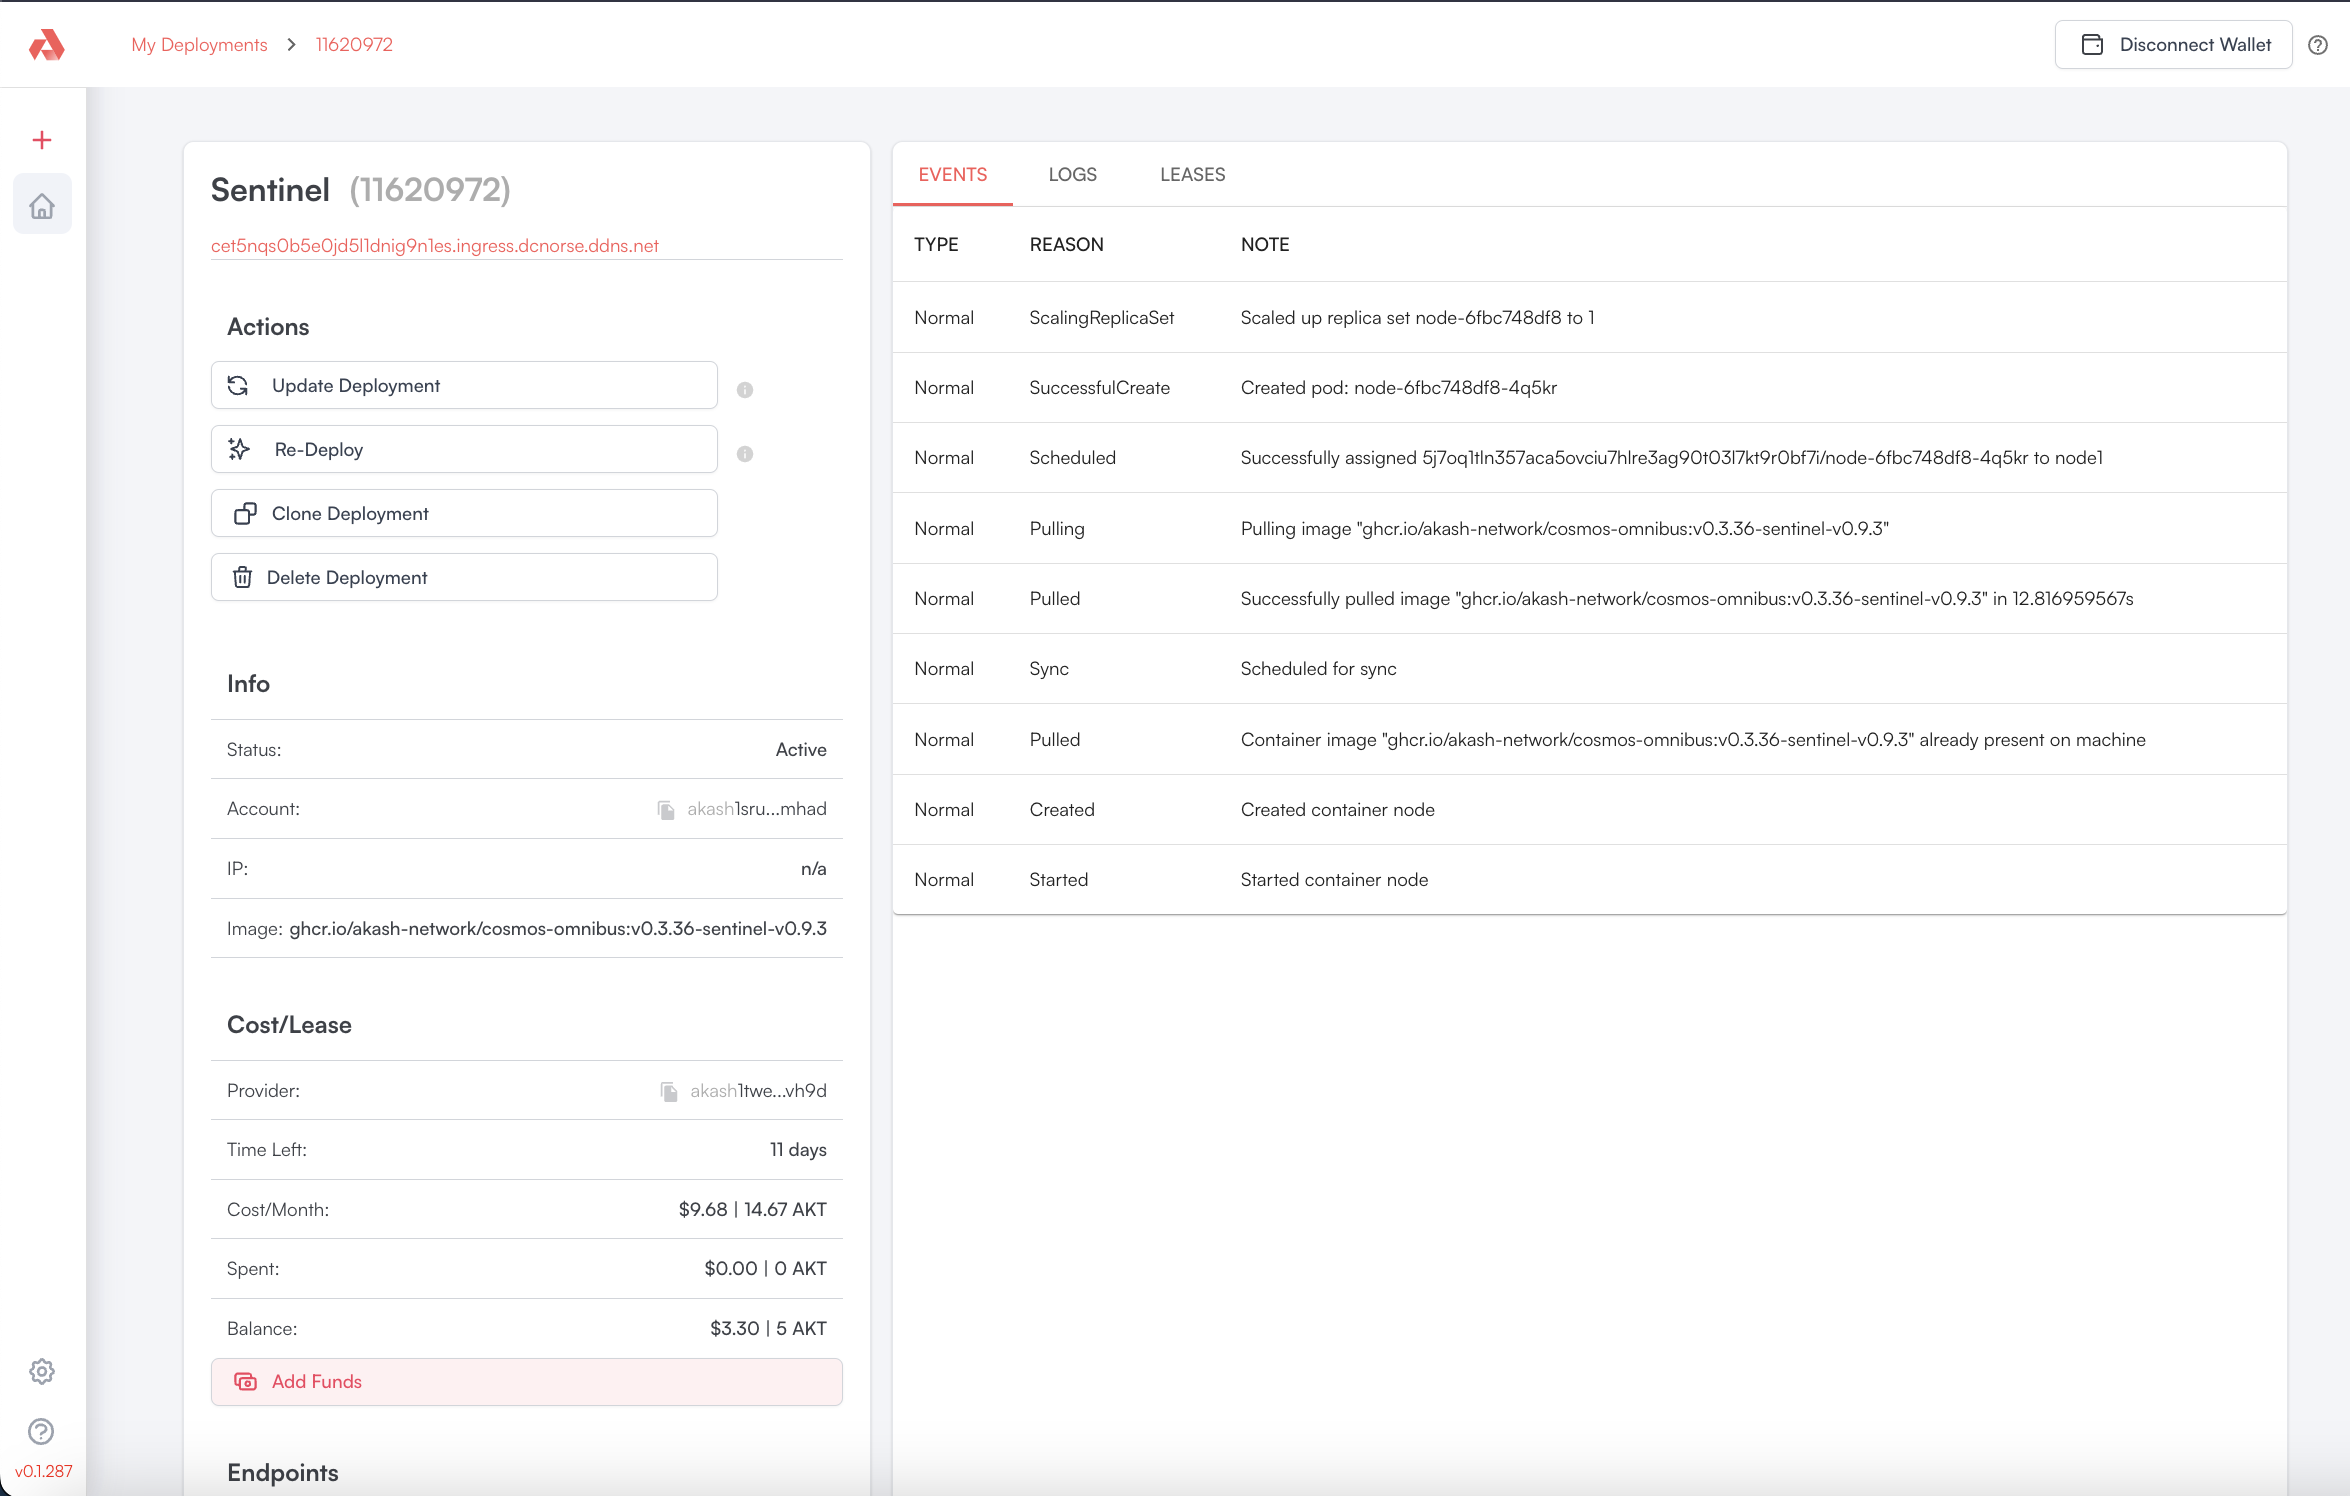 My Deployments > 11620972
Disconnect Wallet
Sentinel (11620972)
cet5nqs0b5e0jd5l1dnig9n1es.ingress.dcnorse.ddns.net
Actions
Update Deployment
Re-Deploy
Clone Deployment
Delete Deployment
Info
Status: Active
Account: akash1sru...mhad
IP: n/a
Image: ghcr.io/akash-network/cosmos-omnibus:v0.3.36-sentinel-v0.9.3
Cost/Lease
Provider: akash1twe...vh9d
Time Left: 11 days
Cost/Month: $9.68 | 14.67 AKT
Spent: $0.00 | 0 AKT
Balance: $3.30 | 5 AKT
Add Funds
Endpoints
v0.1.287
EVENTS LOGS LEASES
TYPE REASON NOTE
Normal ScalingReplicaSet Scaled up replica set node-6fbc748df8 to 1
Normal SuccessfulCreate Created pod: node-6fbc748df8-4q5kr
Normal Scheduled Successfully assigned 5j7oq1tln357aca5ovciu7hlre3ag90t03l7kt9r0bf7i/node-6fbc748df8-4q5kr to node1
Normal Pulling Pulling image "ghcr.io/akash-network/cosmos-omnibus:v0.3.36-sentinel-v0.9.3"
Normal Pulled Successfully pulled image "ghcr.io/akash-network/cosmos-omnibus:v0.3.36-sentinel-v0.9.3" in 12.816959567s
Normal Sync Scheduled for sync
Normal Pulled Container image "ghcr.io/akash-network/cosmos-omnibus:v0.3.36-sentinel-v0.9.3" already present on machine
Normal Created Created container node
Normal Started Started container node